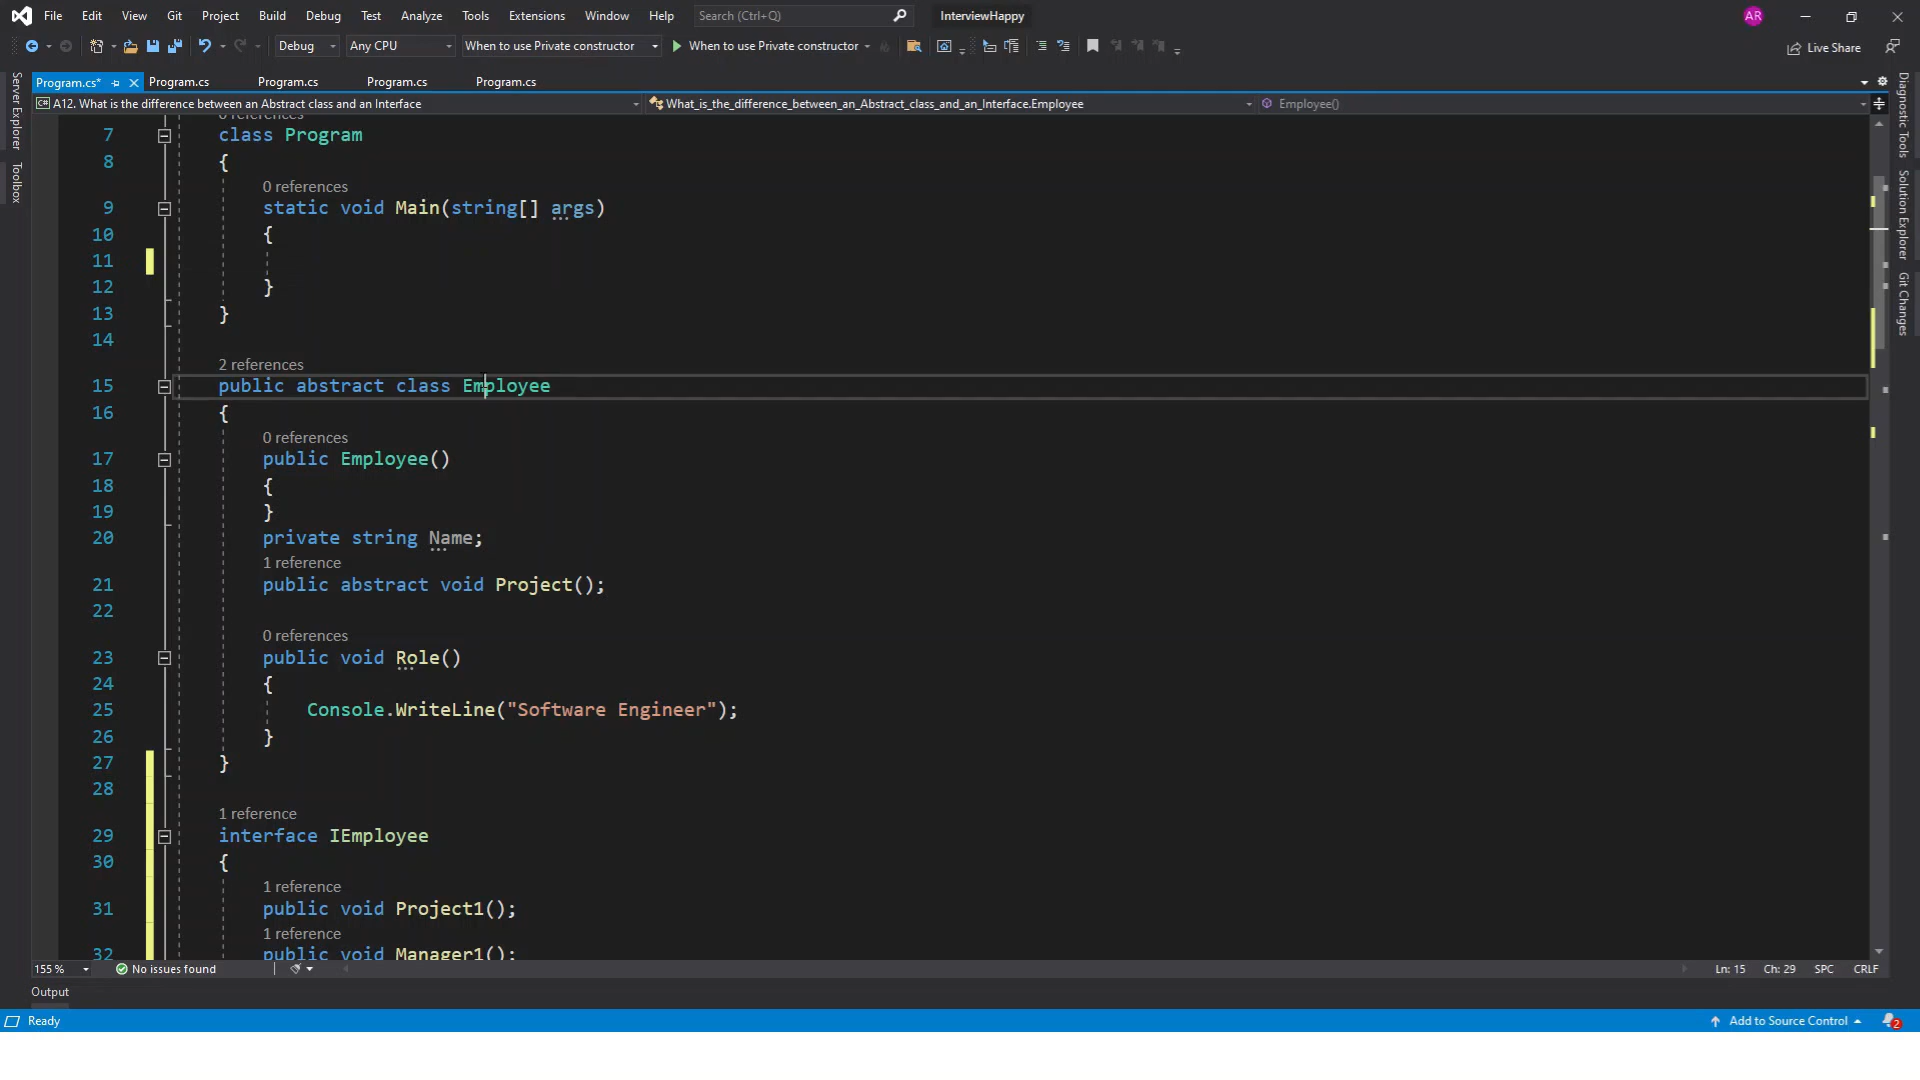 File Edit View Git Project Build Debug Test Analyze Tools Extensions Window Help Search (Ctrl+Q) InterviewHappy AR
Debug Any CPU When to use Private constructor When to use Private constructor Live Share
Program.cs* Program.cs Program.cs Program.cs Program.cs
A12. What is the difference between an Abstract class and an Interface What_is_the_difference_between_an_Abstract_class_and_an_Interface.Employee Employee()
Server Explorer
Toolbox
Diagnostic Tools
Solution Explorer
Git Changes
0 references
7 class Program
8 {
0 references
9 static void Main(string[] args)
10 {
11
12 }
13 }
14
2 references
15 public abstract class Employee
16 {
0 references
17 public Employee()
18 {
19 }
20 private string Name;
1 reference
21 public abstract void Project();
22
0 references
23 public void Role()
24 {
25 Console.WriteLine("Software Engineer");
26 }
27 }
28
1 reference
29 interface IEmployee
30 {
1 reference
31 public void Project1();
1 reference
32 public void Manager1();
155 % No issues found Ln: 15 Ch: 29 SPC CRLF
Output
Ready Add to Source Control 2